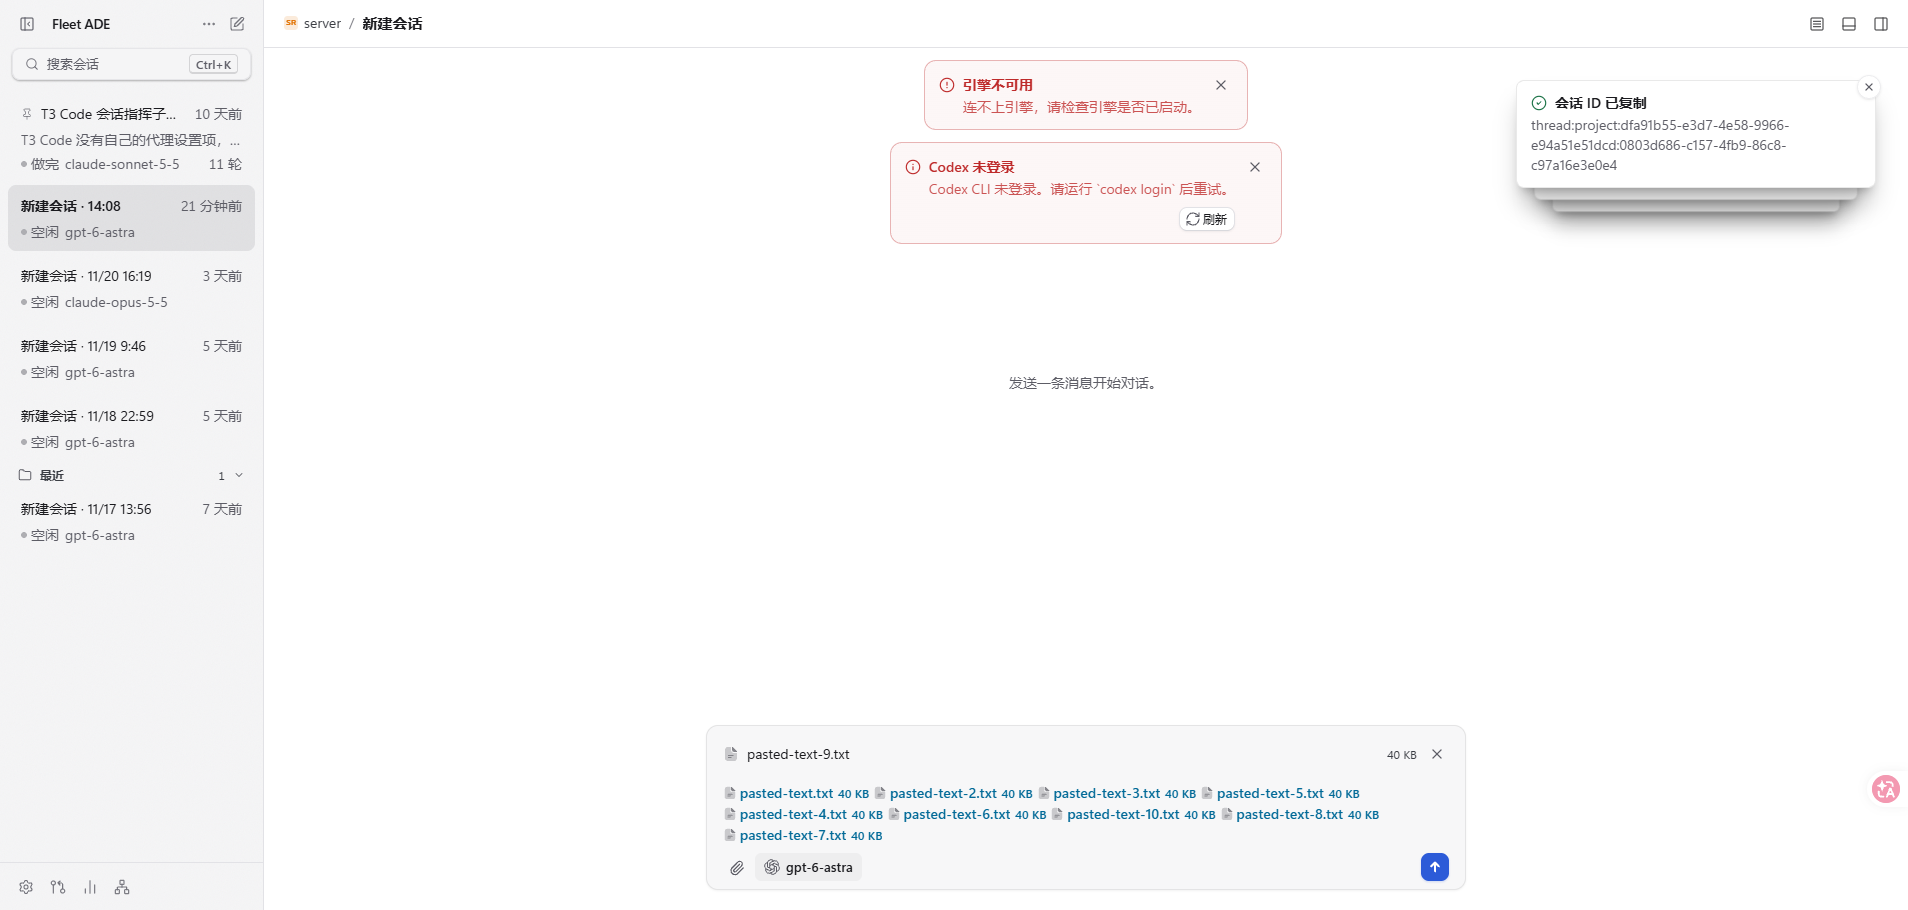 Fleet ADE
搜索会话 Ctrl+K
T3 Code 会话指挥子... 10 天前
T3 Code 没有自己的代理设置项，...
做完 claude-sonnet-5-5 11 轮
新建会话 · 14:08 21 分钟前
空闲 gpt-6-astra
新建会话 · 11/20 16:19 3 天前
空闲 claude-opus-5-5
新建会话 · 11/19 9:46 5 天前
空闲 gpt-6-astra
新建会话 · 11/18 22:59 5 天前
空闲 gpt-6-astra
最近 1
新建会话 · 11/17 13:56 7 天前
空闲 gpt-6-astra
SR server / 新建会话
引擎不可用
连不上引擎，请检查引擎是否已启动。
Codex 未登录
Codex CLI 未登录。请运行 `codex login` 后重试。
刷新
会话 ID 已复制
thread:project:dfa91b55-e3d7-4e58-9966-
e94a51e51dcd:0803d686-c157-4fb9-86c8-
c97a16e3e0e4
发送一条消息开始对话。
pasted-text-9.txt 40 KB
pasted-text.txt 40 KB pasted-text-2.txt 40 KB pasted-text-3.txt 40 KB pasted-text-5.txt 40 KB
pasted-text-4.txt 40 KB pasted-text-6.txt 40 KB pasted-text-10.txt 40 KB pasted-text-8.txt 40 KB
pasted-text-7.txt 40 KB
gpt-6-astra